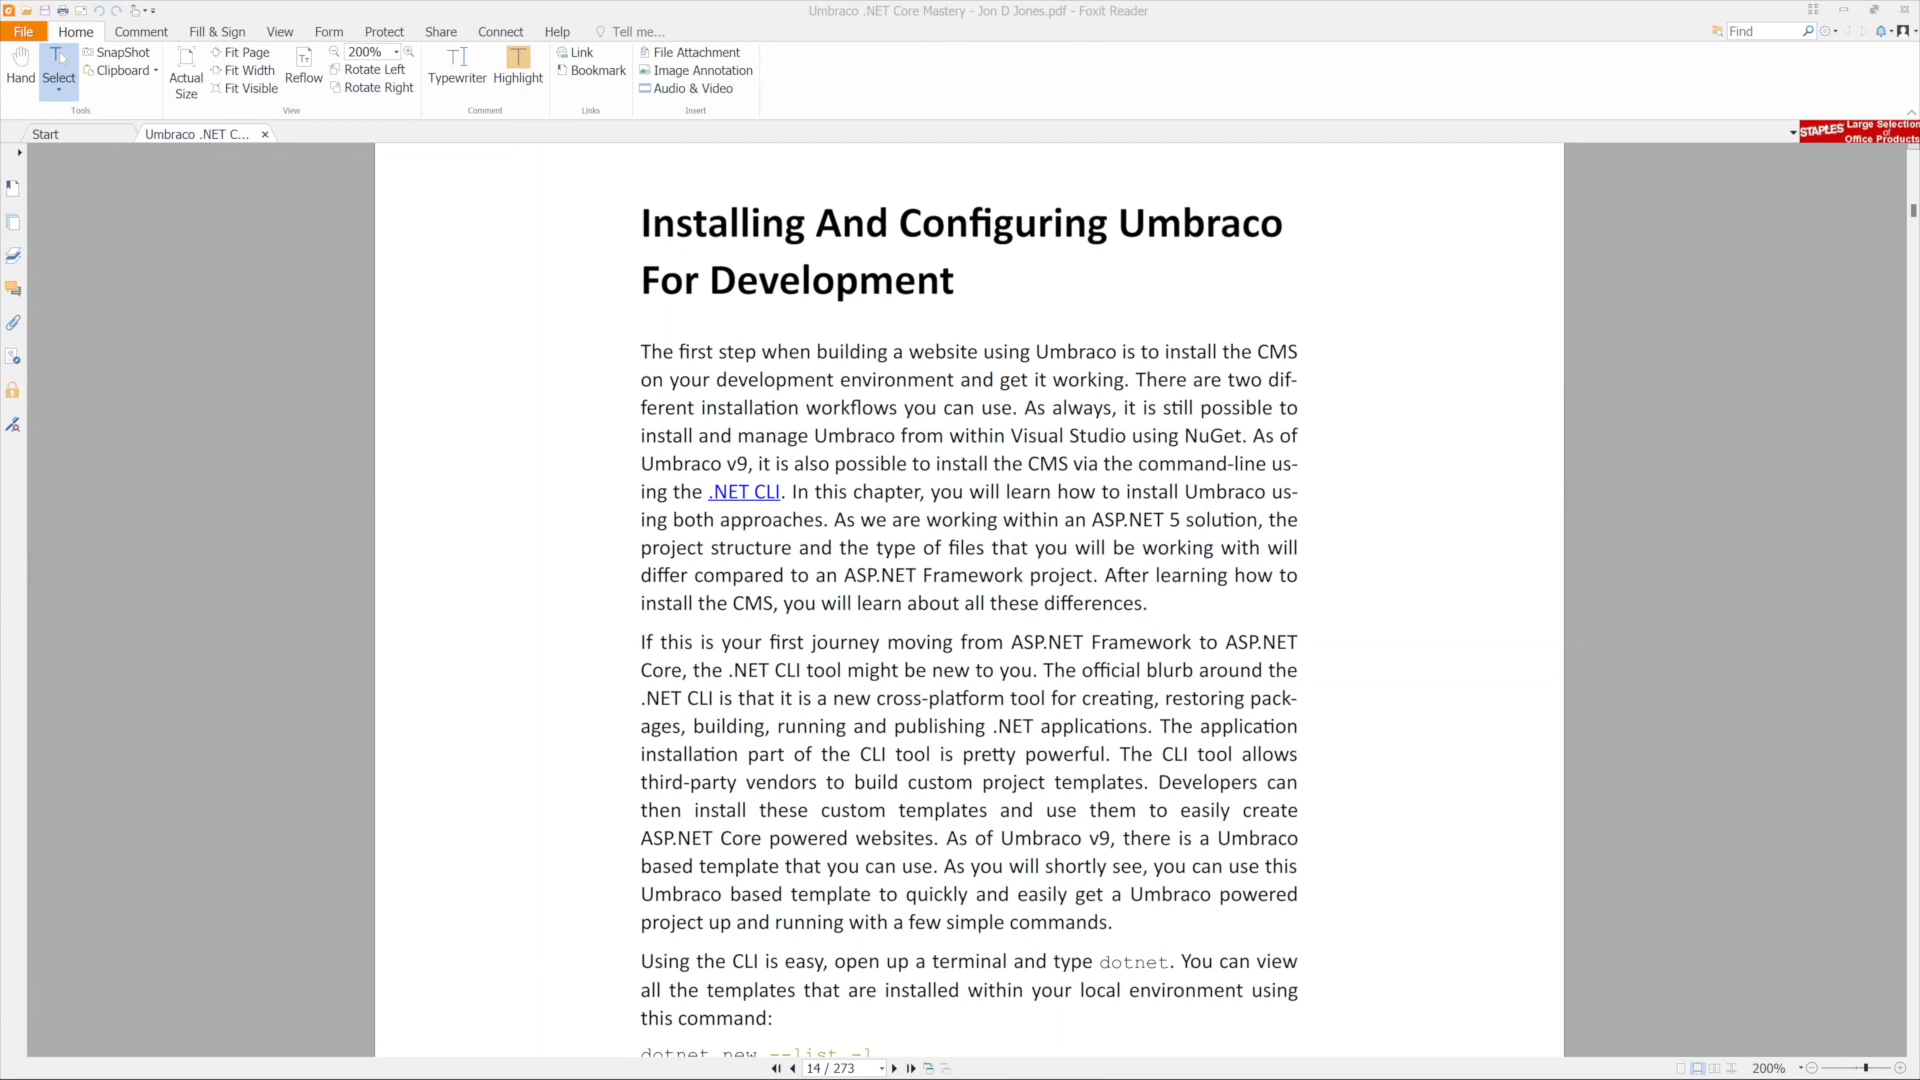 Umbraco .NET Core Mastery - Jon D Jones.pdf - Foxit Reader
File Home Comment Fill & Sign View Form Protect Share Connect Help Tell me... Find
Hand
Select
SnapShot
Clipboard
Tools
Actual Size
Fit Page
Fit Width
Fit Visible
Reflow
200%
Rotate Left
Rotate Right
View
Typewriter
Highlight
Comment
Link
Bookmark
Links
File Attachment
Image Annotation
Audio & Video
Insert
Start
Umbraco .NET C...
STAPLES Large Selection of Office Products
Installing And Configuring Umbraco
For Development
The first step when building a website using Umbraco is to install the CMS
on your development environment and get it working. There are two dif-
ferent installation workflows you can use. As always, it is still possible to
install and manage Umbraco from within Visual Studio using NuGet. As of
Umbraco v9, it is also possible to install the CMS via the command-line us-
ing the .NET CLI. In this chapter, you will learn how to install Umbraco us-
ing both approaches. As we are working within an ASP.NET 5 solution, the
project structure and the type of files that you will be working with will
differ compared to an ASP.NET Framework project. After learning how to
install the CMS, you will learn about all these differences.
If this is your first journey moving from ASP.NET Framework to ASP.NET
Core, the .NET CLI tool might be new to you. The official blurb around the
.NET CLI is that it is a new cross-platform tool for creating, restoring pack-
ages, building, running and publishing .NET applications. The application
installation part of the CLI tool is pretty powerful. The CLI tool allows
third-party vendors to build custom project templates. Developers can
then install these custom templates and use them to easily create
ASP.NET Core powered websites. As of Umbraco v9, there is a Umbraco
based template that you can use. As you will shortly see, you can use this
Umbraco based template to quickly and easily get a Umbraco powered
project up and running with a few simple commands.
Using the CLI is easy, open up a terminal and type dotnet. You can view
all the templates that are installed within your local environment using
this command:
dotnet new --list -l
14 / 273
200%